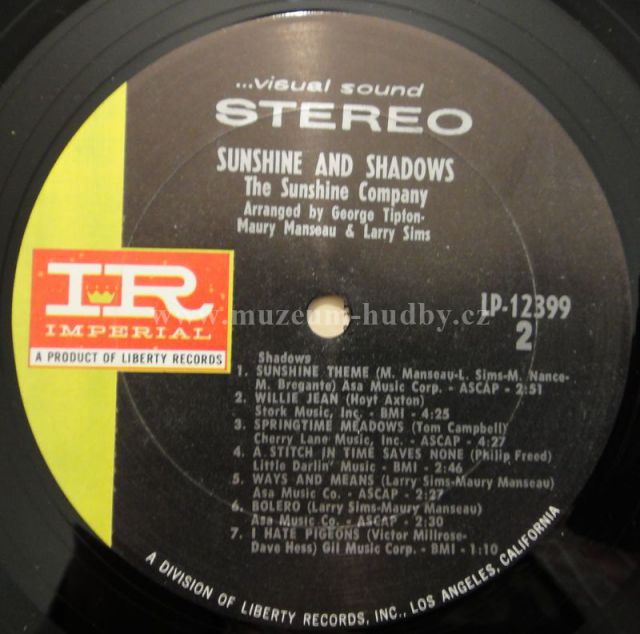 ...visual sound
STEREO
SUNSHINE AND SHADOWS
The Sunshine Company
Arranged by George Tipton-
Maury Manseau & Larry Sims
IR
IMPERIAL
A PRODUCT OF LIBERTY RECORDS
www.muzeum-hudby.cz
LP-12399
2
Shadows
1. SUNSHINE THEME (M. Manseau-L. Sims-M. Nance-
M. Bregante) Asa Music Corp. - ASCAP - 2:51
2. WILLIE JEAN (Hoyt Axton)
Stork Music, Inc. - BMI - 4:25
3. SPRINGTIME MEADOWS (Tom Campbell)
Cherry Lane Music, Inc. - ASCAP - 4:27
4. A STITCH IN TIME SAVES NONE (Philip Freed)
Little Darlin' Music - BMI - 2:46
5. WAYS AND MEANS (Larry Sims-Maury Manseau)
Asa Music Co. - ASCAP - 2:27
6. BOLERO (Larry Sims-Maury Manseau)
Asa Music Co. - ASCAP - 2:30
7. I HATE PIGEONS (Victor Millrose-
Dave Hess) Gil Music Corp. - BMI - 1:10
A DIVISION OF LIBERTY RECORDS, INC., LOS ANGELES, CALIFORNIA